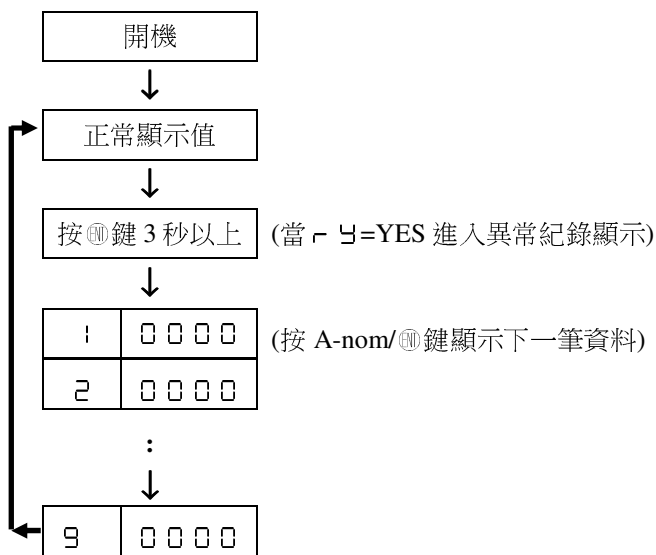 開機
↓
正常顯示值
↓
按 END 鍵 3 秒以上 (當 r y=YES 進入異常紀錄顯示)
↓
1 0000 (按 A-nom/END 鍵顯示下一筆資料)
2 0000
:
↓
9 0000